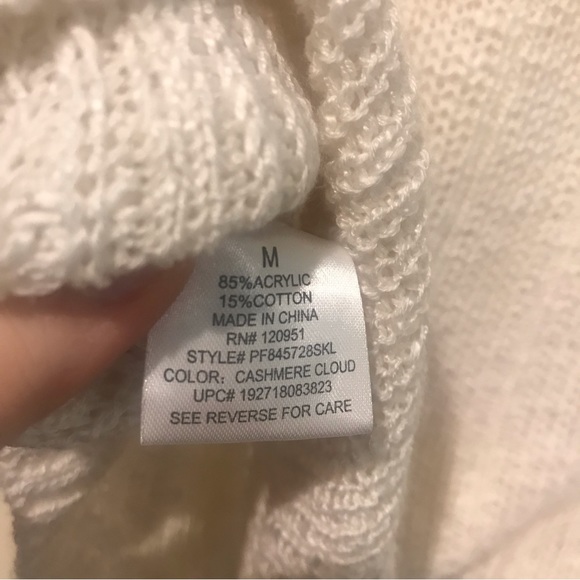 M
85%ACRYLIC
15%COTTON
MADE IN CHINA
RN# 120951
STYLE# PF845728SKL
COLOR: CASHMERE CLOUD
UPC# 192718083823
SEE REVERSE FOR CARE